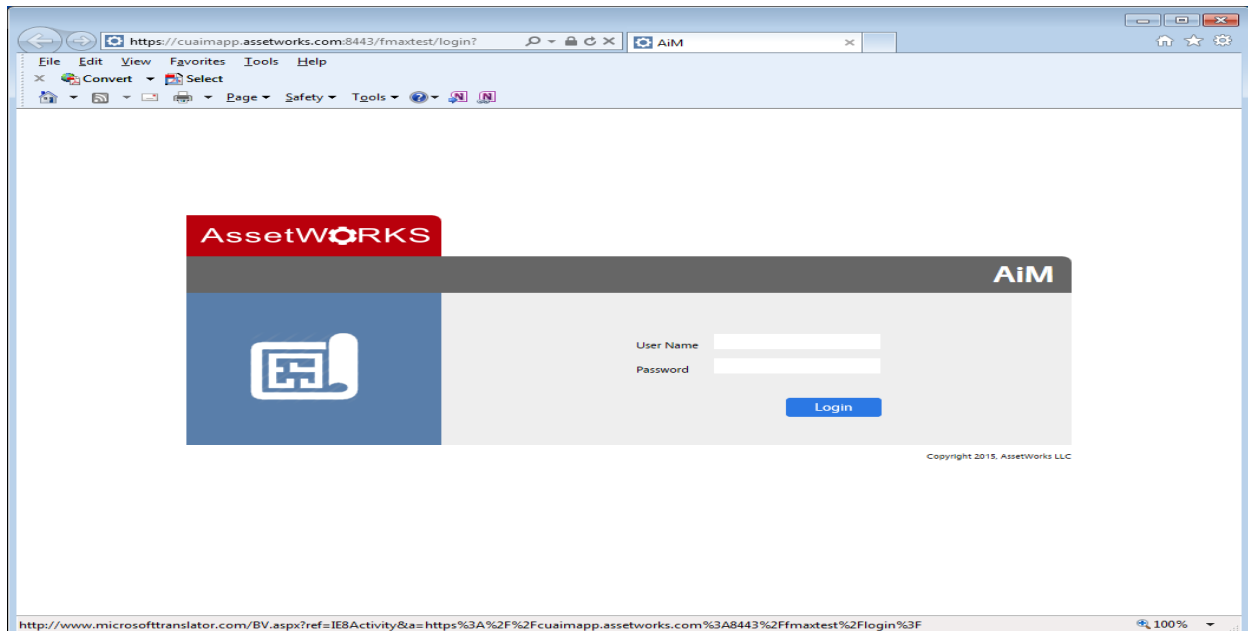 https://cuaimapp.assetworks.com:8443/fmaxtest/login?
AiM
File Edit View Favorites Tools Help
Convert Select
Page Safety Tools
AssetWORKS
AiM
User Name
Password
Login
Copyright 2015, AssetWorks LLC
http://www.microsofttranslator.com/BV.aspx?ref=IE8Activity&a=https%3A%2F%2Fcuaimapp.assetworks.com%3A8443%2Ffmaxtest%2Flogin%3F 100%